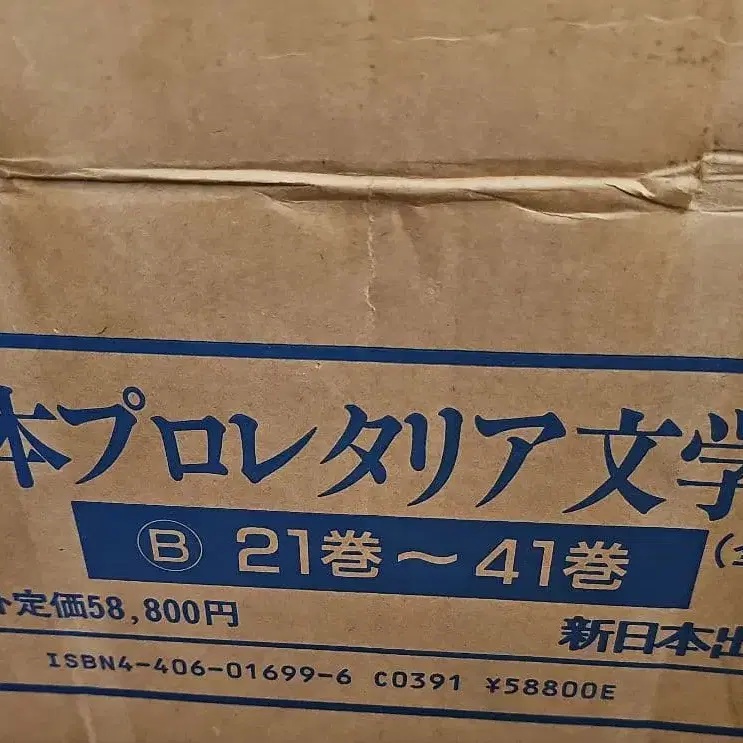 本プロレタリア文学
Ⓑ 21巻～41巻
定価58,800円
新日本出
ISBN4-406-01699-6 C0391 ¥58800E